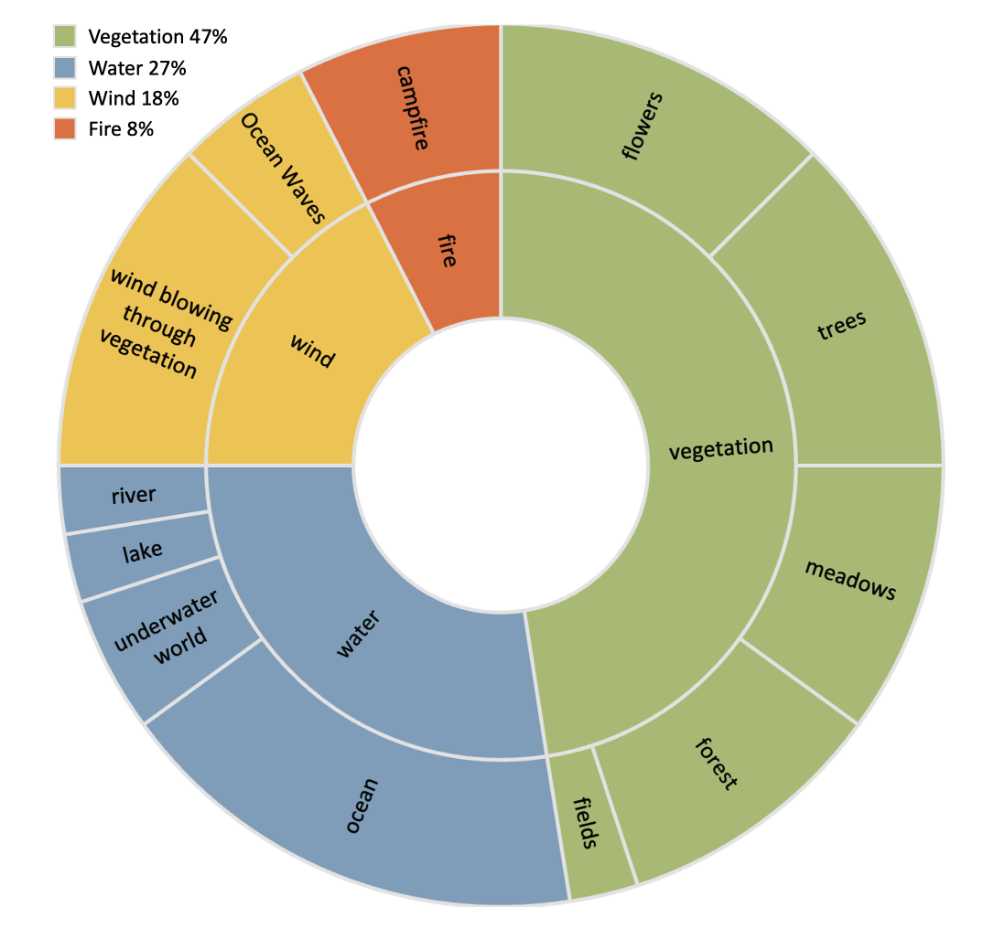 Vegetation 47%
Water 27%
Wind 18%
Fire 8%
campfire
flowers
Ocean Waves
fire
trees
wind blowing
through
vegetation
wind
vegetation
river
lake
meadows
underwater
world
water
forest
ocean
fields